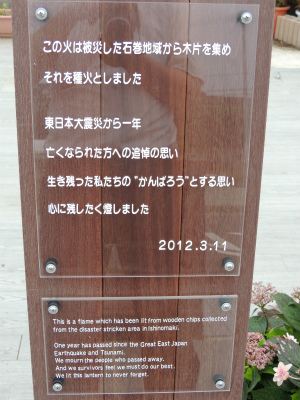 この火は被災した石巻地域から木片を集め
それを種火としました
東日本大震災から一年
亡くなられた方への追悼の思い
生き残った私たちの"がんばろう"とする思い
心に残したく燈しました
2012.3.11
This is a flame which has been lit from wooden chips collected
from the disaster stricken area in Ishinomaki.
One year has passed since the Great East Japan
Earthquake and Tsunami.
We mourn the people who passed away.
And we survivors feel we must do our best.
We lit this lantern to never forget.